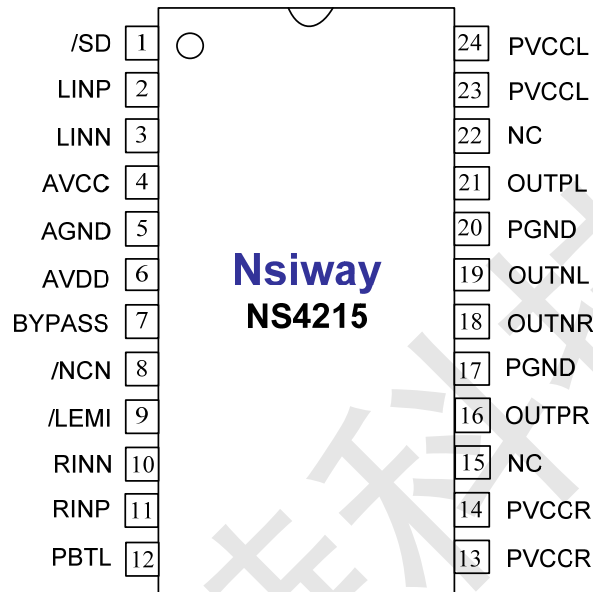 /SD 1 24 PVCCL
LINP 2 23 PVCCL
LINN 3 22 NC
AVCC 4 21 OUTPL
AGND 5 20 PGND
AVDD 6 19 OUTNL
Nsiway
NS4215
BYPASS 7 18 OUTNR
/NCN 8 17 PGND
/LEMI 9 16 OUTPR
RINN 10 15 NC
RINP 11 14 PVCCR
PBTL 12 13 PVCCR
科